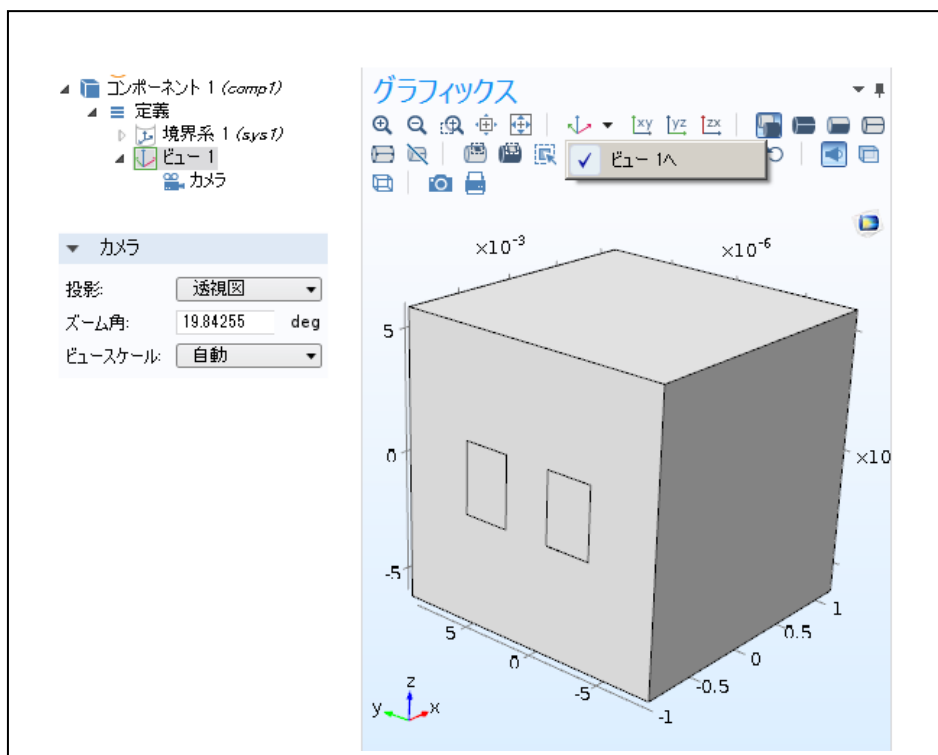 コンポーネント 1 (comp1)
定義
境界系 1 (sys1)
ビュー 1
カメラ
カメラ
投影: 透視図
ズーム角: 19.84255 deg
ビュースケール: 自動
グラフィックス
xy yz zx
ビュー 1へ
×10⁻³ ×10⁻⁶
5
0
×10
-5
1
5 0.5
0 0
-5 -0.5
-1
z
y x